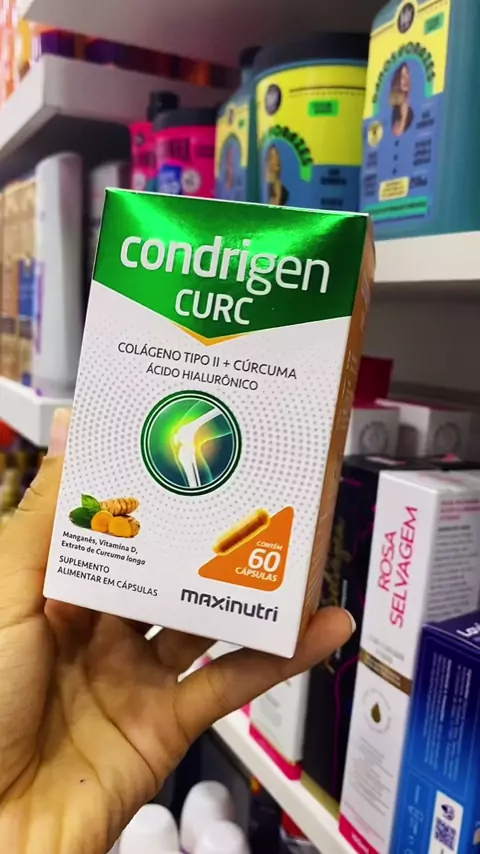 condrigen
CURC
COLÁGENO TIPO II + CÚRCUMA
ÁCIDO HIALURÔNICO
Manganês, Vitamina D,
Extrato de Curcuma longa
SUPLEMENTO
ALIMENTAR EM CÁPSULAS
CONTÉM
60
CÁPSULAS
maxinutri
ROSA
SELVAGEM